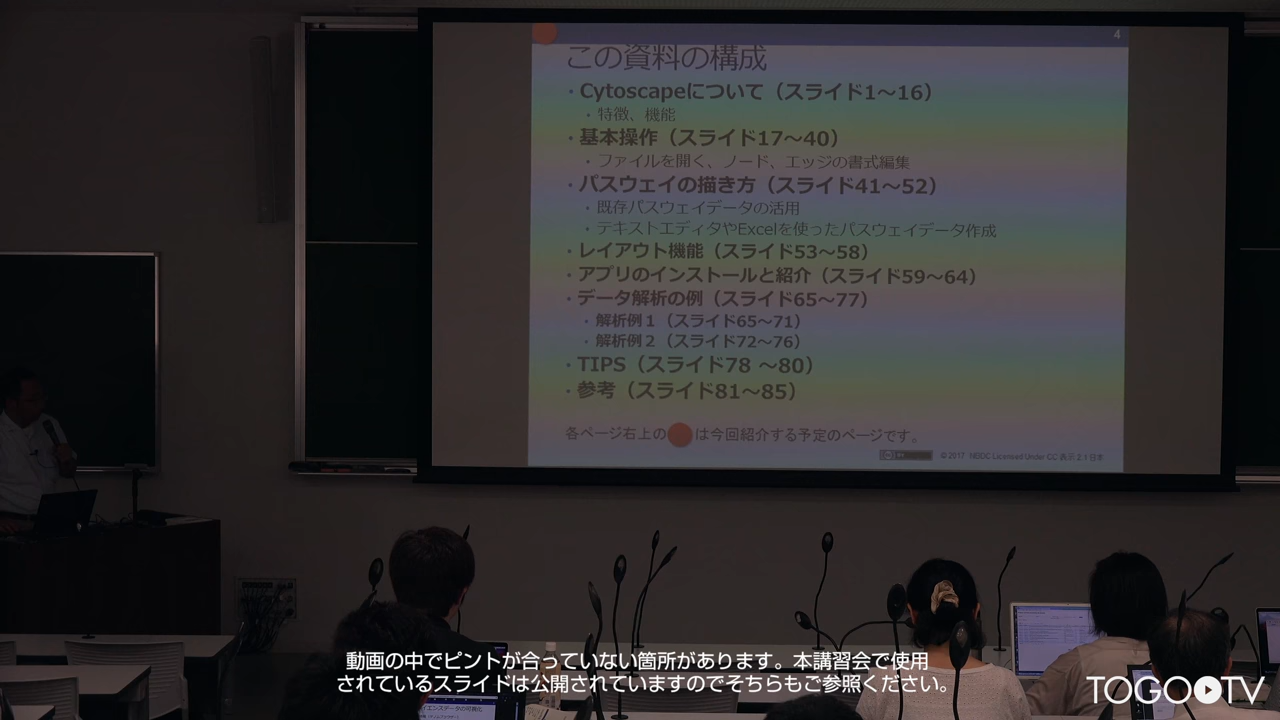 4
この資料の構成
・Cytoscapeについて（スライド1～16）
・特徴、機能
・基本操作（スライド17～40）
・ファイルを開く、ノード、エッジの書式編集
・パスウェイの描き方（スライド41～52）
・既存パスウェイデータの活用
・テキストエディタやExcelを使ったパスウェイデータ作成
・レイアウト機能（スライド53～58）
・アプリのインストールと紹介（スライド59～64）
・データ解析の例（スライド65～77）
・解析例１（スライド65～71）
・解析例２（スライド72～76）
・TIPS（スライド78 ～80）
・参考（スライド81～85）
各ページ右上の は今回紹介する予定のページです。
© 2017 NBDC Licensed Under CC 表示 2.1 日本
動画の中でピントが合っていない箇所があります。本講習会で使用
されているスライドは公開されていますのでそちらもご参照ください。
TOGO TV